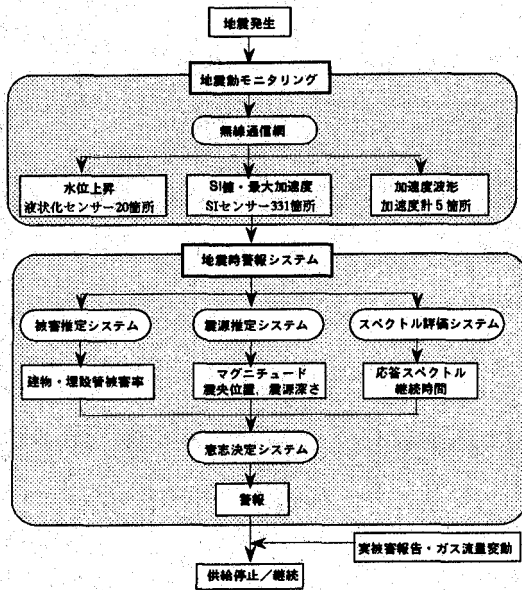 地震発生
地震動モニタリング
無線通信網
水位上昇
液状化センサー20箇所
SI値・最大加速度
SIセンサー331箇所
加速度波形
加速度計5箇所
地震時警報システム
被害推定システム
震源推定システム
スペクトル評価システム
建物・埋設管被害率
マグニチュード
震央位置，震源深さ
応答スペクトル
継続時間
意志決定システム
警報
実被害報告・ガス流量変動
供給停止／継続